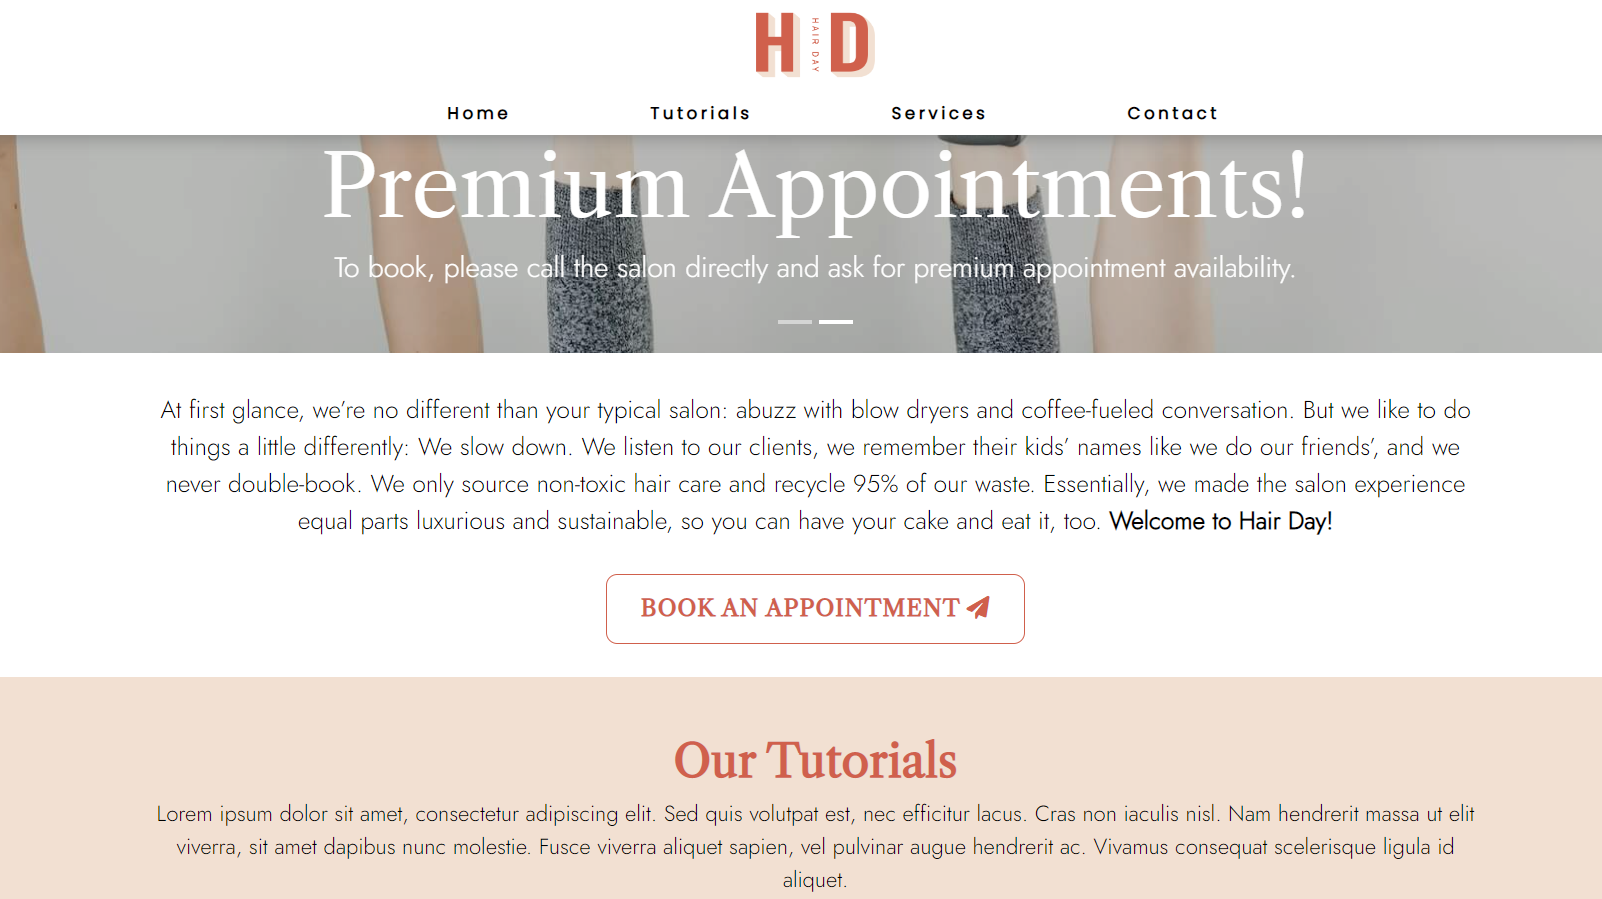 H HAIR DAY D
Home Tutorials Services Contact
Premium Appointments!
To book, please call the salon directly and ask for premium appointment availability.
At first glance, we’re no different than your typical salon: abuzz with blow dryers and coffee-fueled conversation. But we like to do
things a little differently: We slow down. We listen to our clients, we remember their kids’ names like we do our friends’, and we
never double-book. We only source non-toxic hair care and recycle 95% of our waste. Essentially, we made the salon experience
equal parts luxurious and sustainable, so you can have your cake and eat it, too. Welcome to Hair Day!
BOOK AN APPOINTMENT
Our Tutorials
Lorem ipsum dolor sit amet, consectetur adipiscing elit. Sed quis volutpat est, nec efficitur lacus. Cras non iaculis nisl. Nam hendrerit massa ut elit
viverra, sit amet dapibus nunc molestie. Fusce viverra aliquet sapien, vel pulvinar augue hendrerit ac. Vivamus consequat scelerisque ligula id
aliquet.